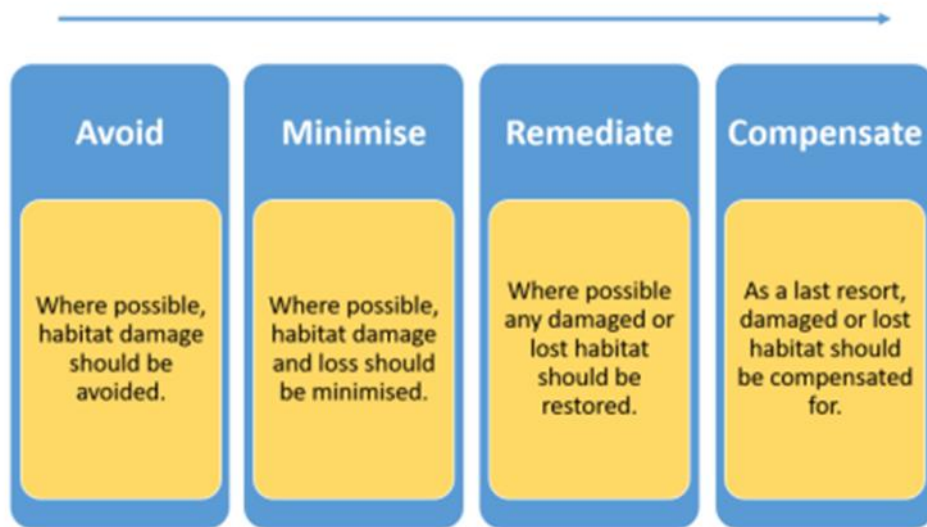 Avoid
Where possible,
habitat damage
should be
avoided.
Minimise
Where possible,
habitat damage
and loss should
be minimised.
Remediate
Where possible
any damaged or
lost habitat
should be
restored.
Compensate
As a last resort,
damaged or lost
habitat should
be compensated
for.